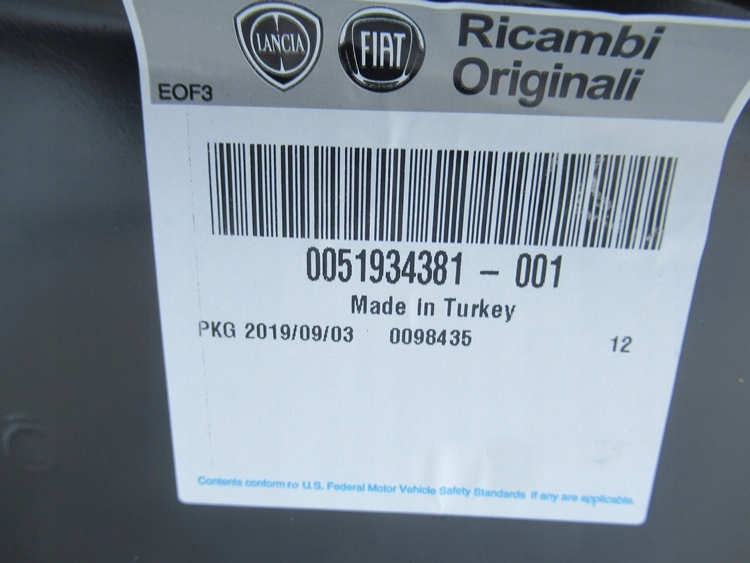 LANCIA
FIAT
Ricambi
Originali
EOF3
0051934381 - 001
Made in Turkey
PKG 2019/09/03 0098435 12
Contents conform to U.S. Federal Motor Vehicle Safety Standards if any are applicable.